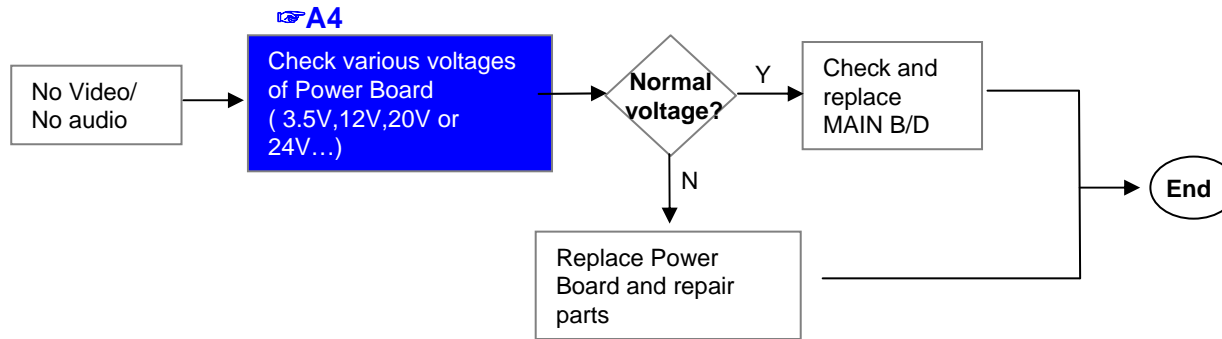 ☞A4
No Video/
No audio
Check various voltages
of Power Board
( 3.5V,12V,20V or
24V…)
Normal
voltage?
Y
Check and
replace
MAIN B/D
N
Replace Power
Board and repair
parts
End